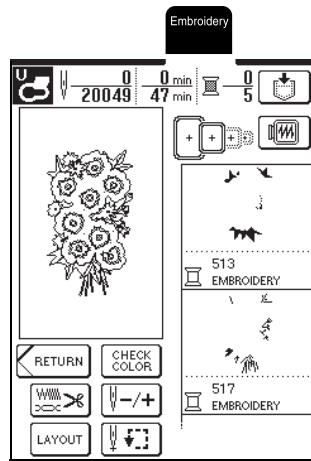 Embroidery
U
0
20049
0 min
47 min
0
5
513
EMBROIDERY
517
EMBROIDERY
RETURN
CHECK
COLOR
-/+
LAYOUT